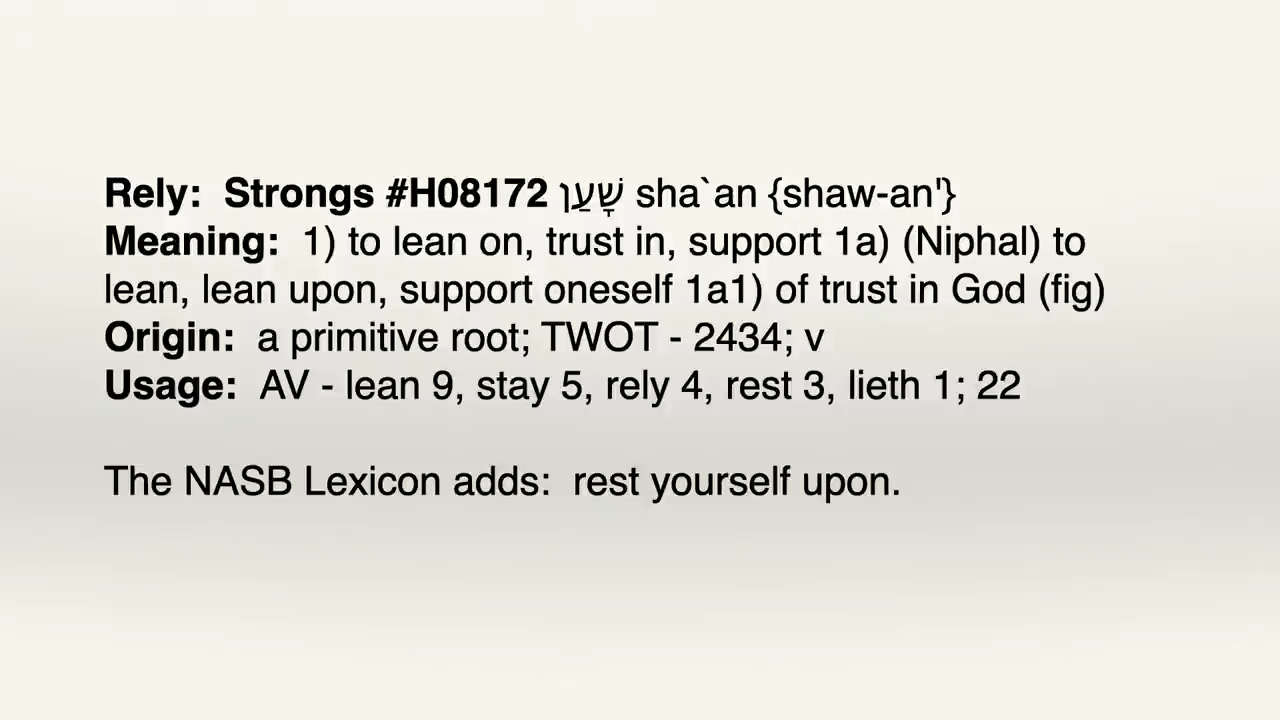 Rely:  Strongs #H08172 שָׁעַן sha`an {shaw-an'}
Meaning:  1) to lean on, trust in, support 1a) (Niphal) to
lean, lean upon, support oneself 1a1) of trust in God (fig)
Origin:  a primitive root; TWOT - 2434; v
Usage:  AV - lean 9, stay 5, rely 4, rest 3, lieth 1; 22
The NASB Lexicon adds:  rest yourself upon.